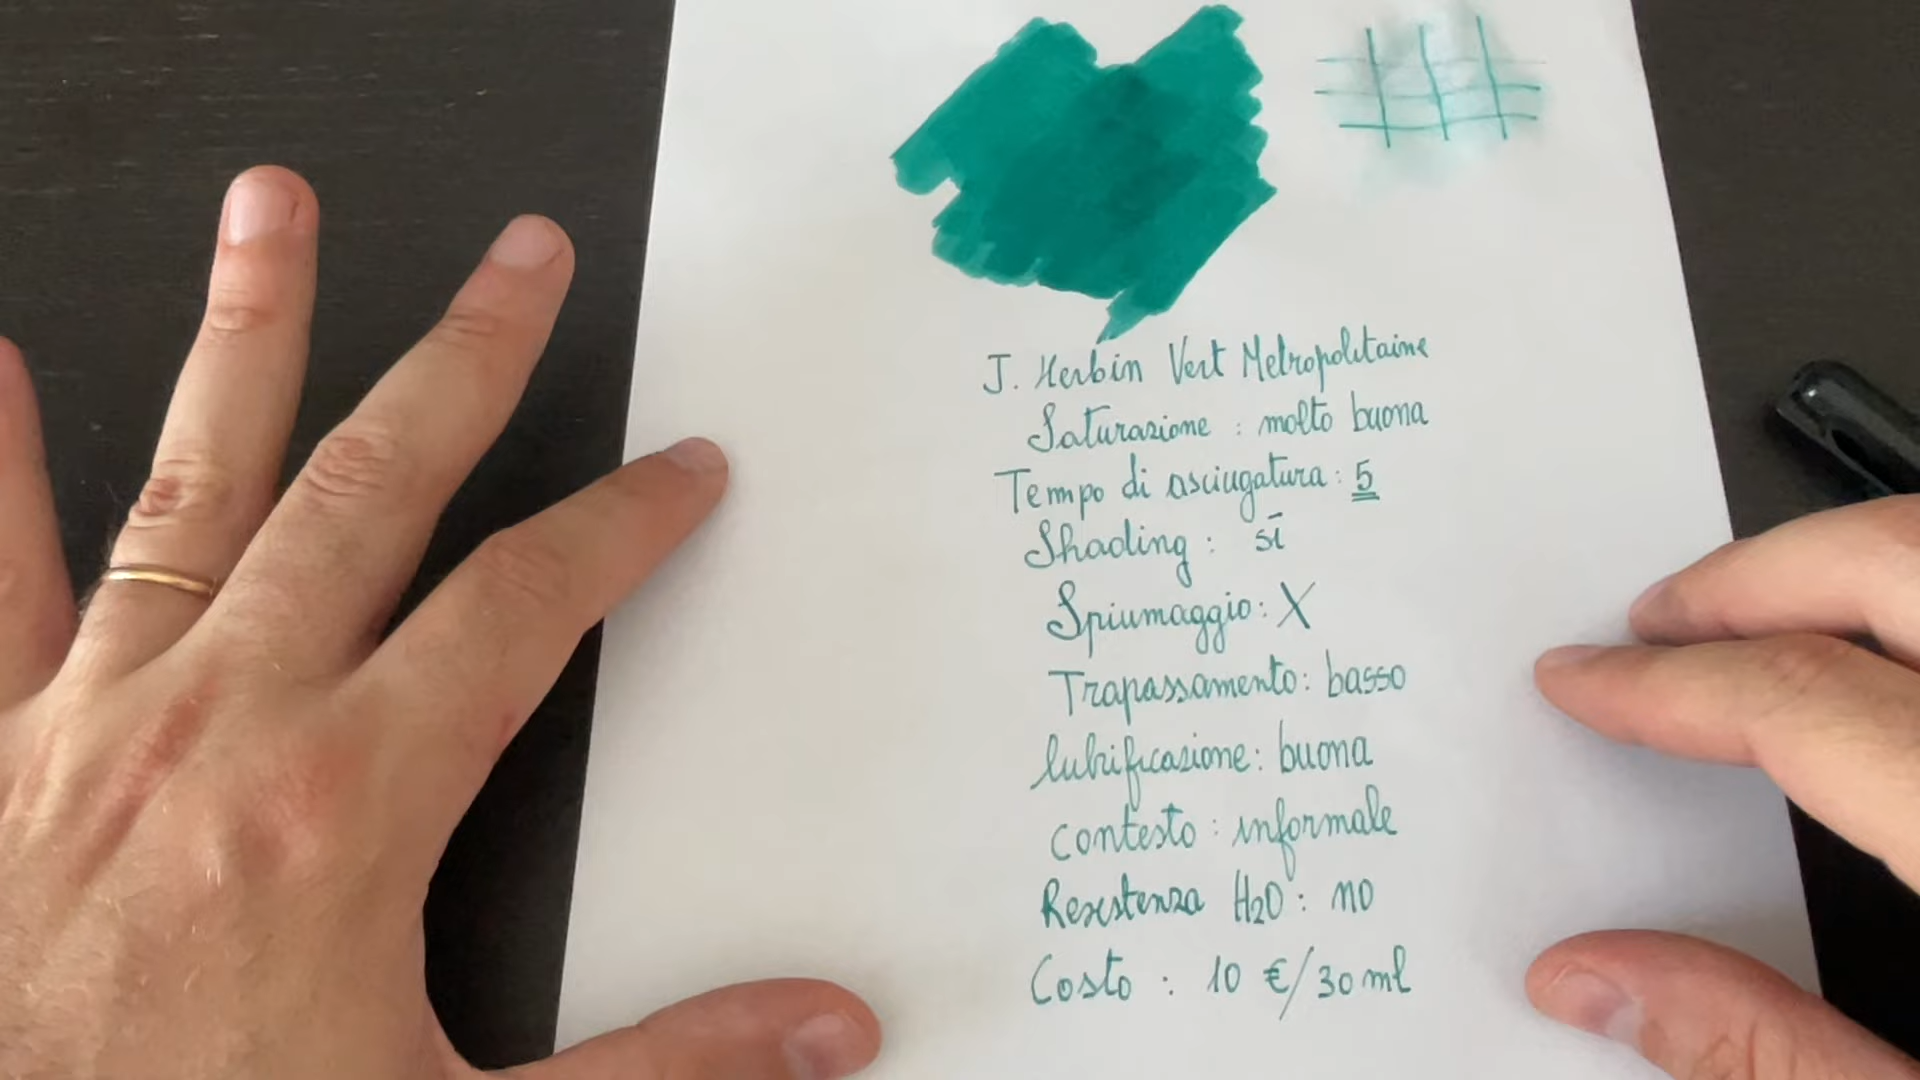 J. Herbin Vert Metropolitaine
Saturazione : molto buona
Tempo di asciugatura : 5
Shading : sī
Spiumaggio : X
Trapassamento : basso
lubrificazione : buona
contesto : informale
Resistenza H2O : no
Costo : 10 €/30 ml